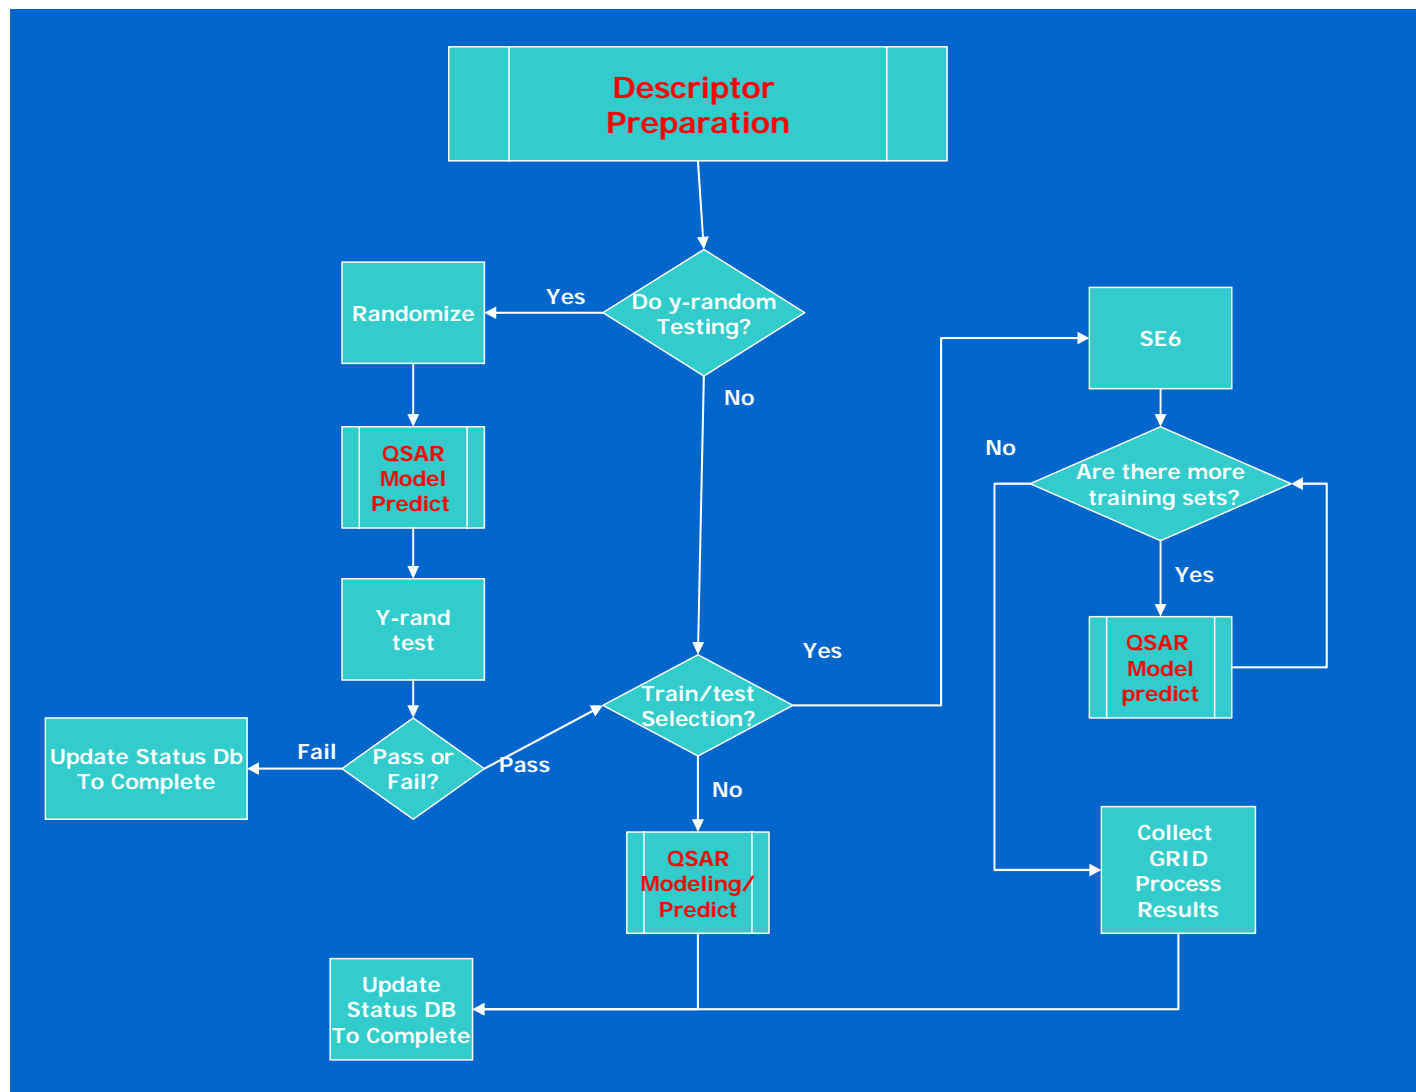 Descriptor
Preparation
Yes
Randomize
Do y-random
Testing?
No
SE6
No
Are there more
training sets?
QSAR
Model
Predict
Yes
Y-rand
test
Yes
QSAR
Model
predict
Train/test
Selection?
Update Status Db
To Complete
Fail
Pass or
Fail?
Pass
No
Collect
GRID
Process
Results
QSAR
Modeling/
Predict
Update
Status DB
To Complete